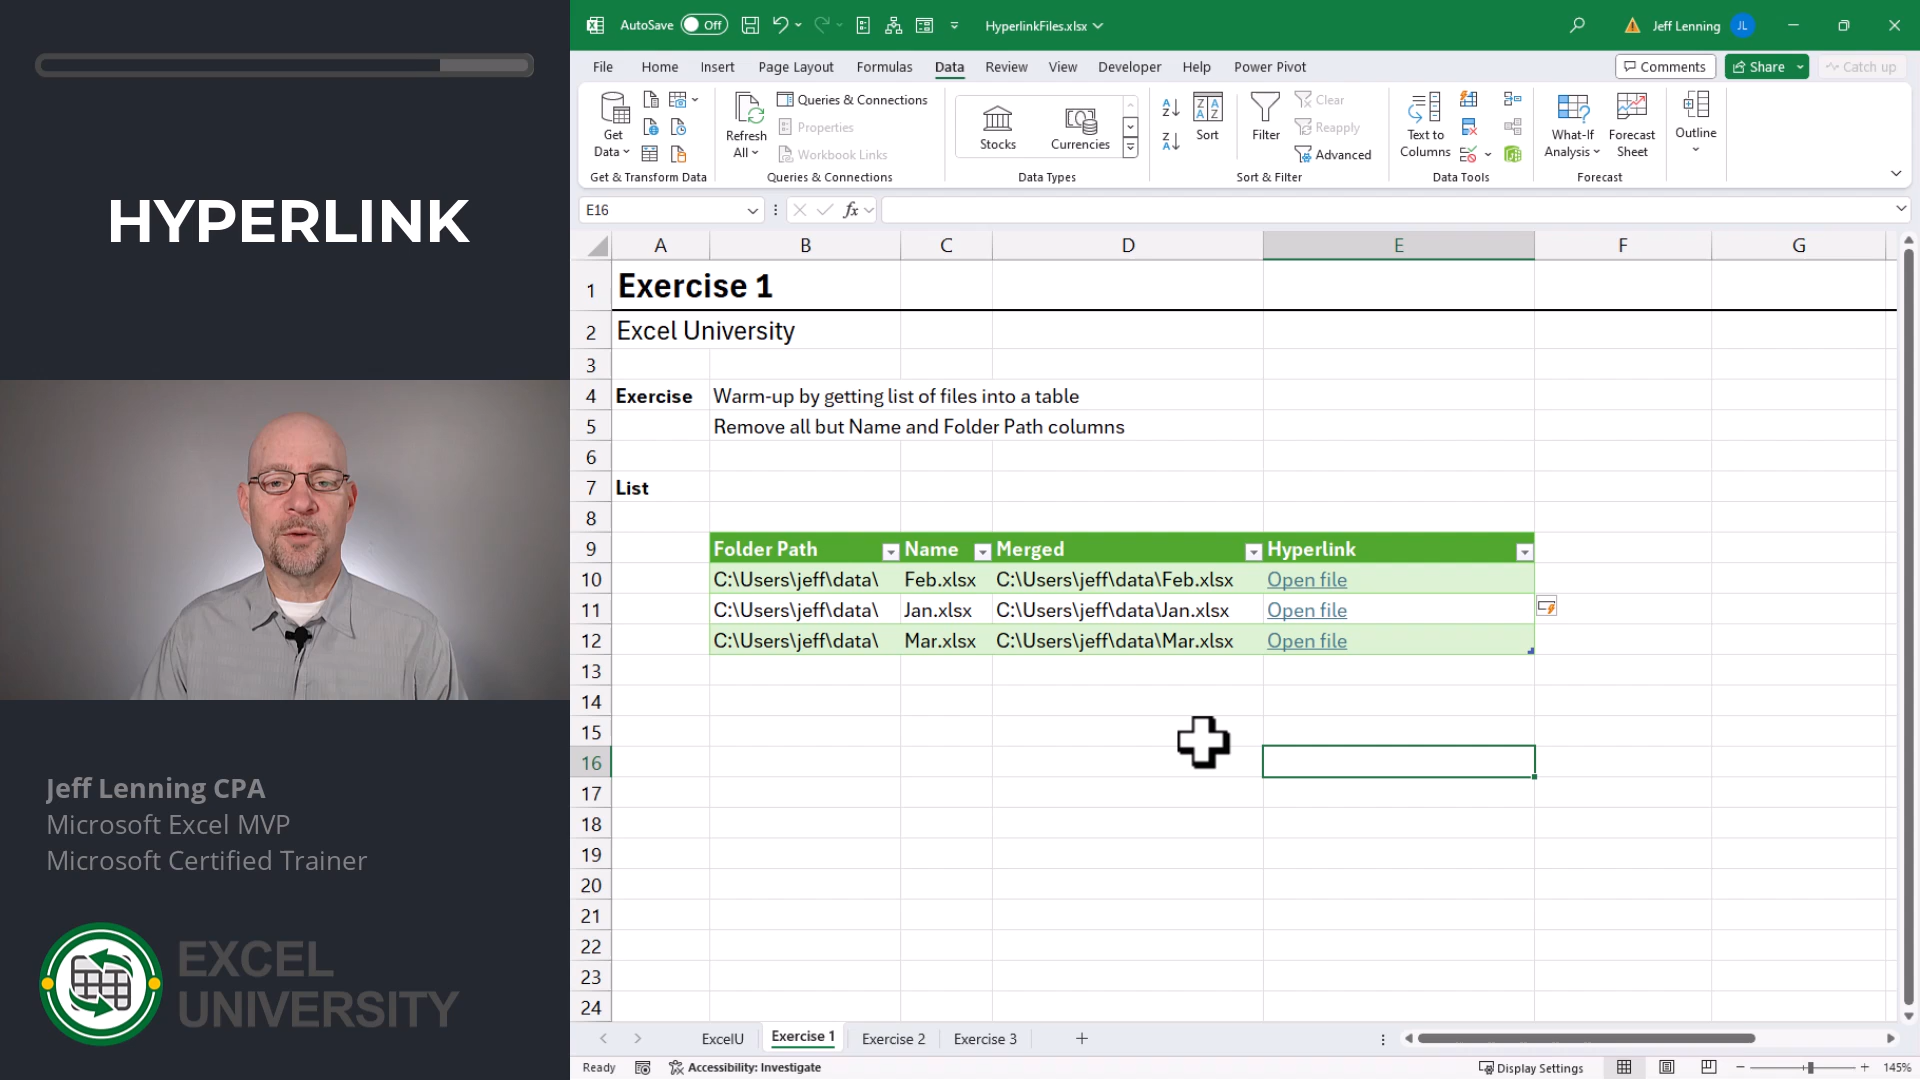 HYPERLINK
Jeff Lenning CPA
Microsoft Excel MVP
Microsoft Certified Trainer
EXCEL
UNIVERSITY
AutoSave Off
HyperlinkFiles.xlsx
Jeff Lenning JL
File Home Insert Page Layout Formulas Data Review View Developer Help Power Pivot
Comments Share Catch up
Get Data
Get & Transform Data
Refresh All
Queries & Connections
Properties
Workbook Links
Queries & Connections
Stocks Currencies
Data Types
Sort
Filter
Clear
Reapply
Advanced
Sort & Filter
Text to Columns
Data Tools
What-If Analysis
Forecast Sheet
Forecast
Outline
E16
fx
A B C D E F G
1 Exercise 1
2 Excel University
3
4 Exercise Warm-up by getting list of files into a table
5 Remove all but Name and Folder Path columns
6
7 List
8
9 Folder Path Name Merged Hyperlink
10 C:\Users\jeff\data\ Feb.xlsx C:\Users\jeff\data\Feb.xlsx Open file
11 C:\Users\jeff\data\ Jan.xlsx C:\Users\jeff\data\Jan.xlsx Open file
12 C:\Users\jeff\data\ Mar.xlsx C:\Users\jeff\data\Mar.xlsx Open file
13
14
15
16
17
18
19
20
21
22
23
24
ExcelU Exercise 1 Exercise 2 Exercise 3
Ready Accessibility: Investigate Display Settings 145%